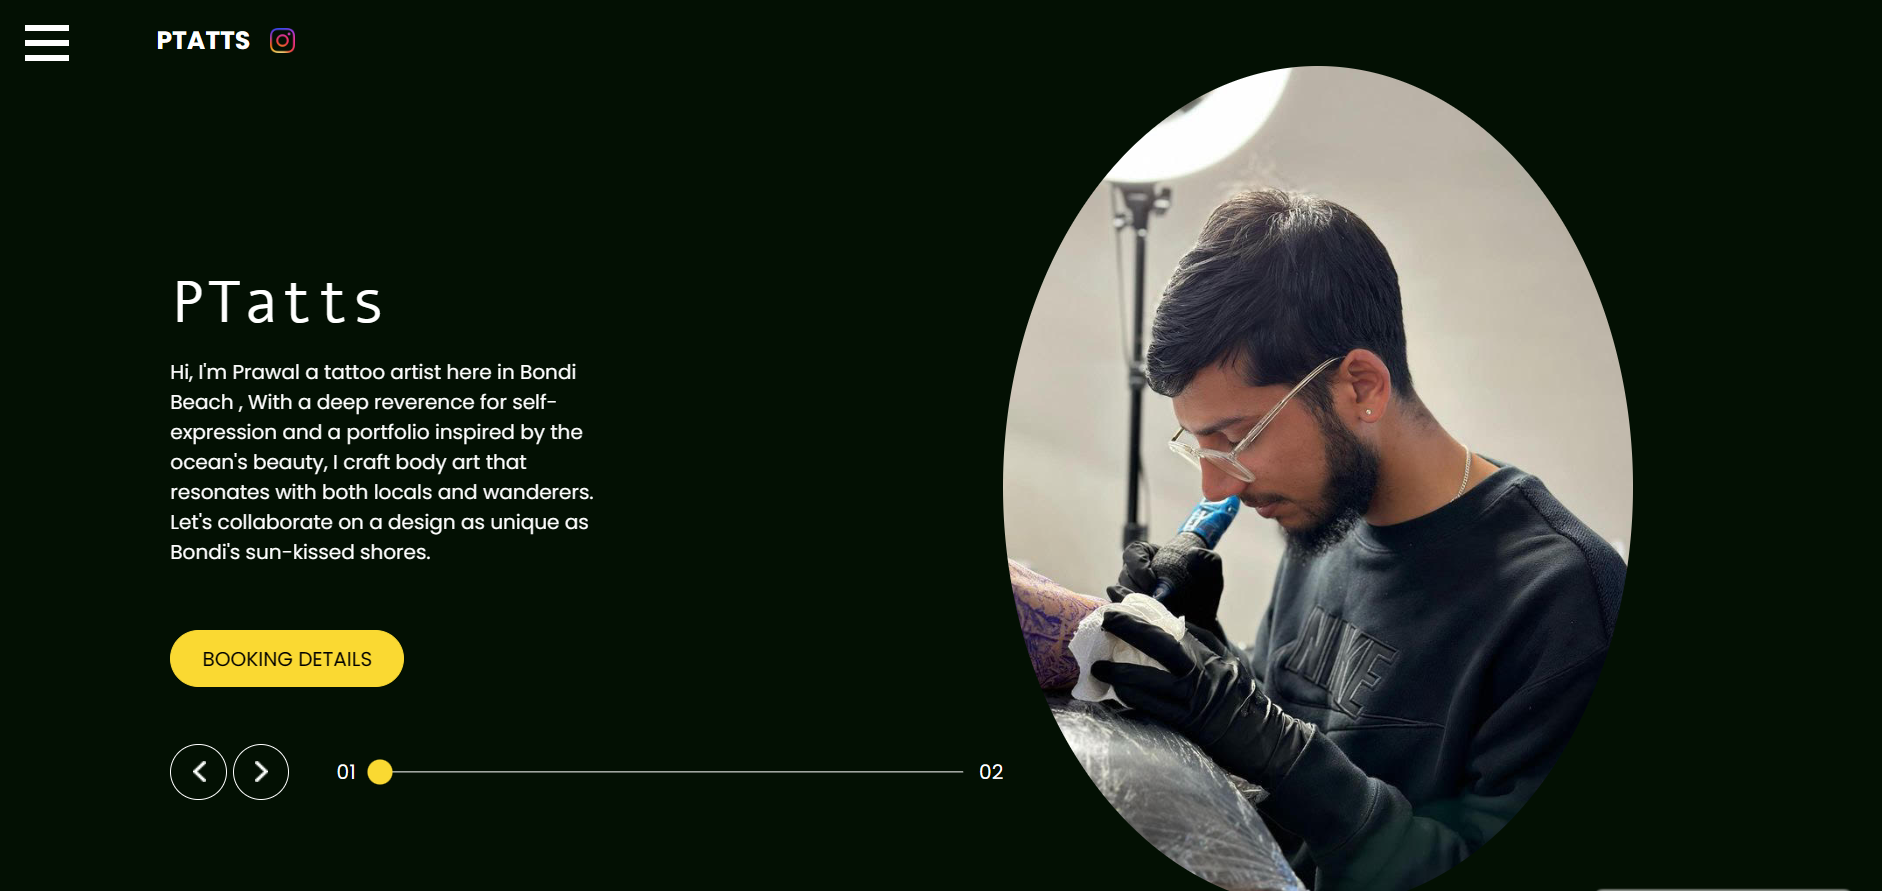 PTATTS
PTatts
Hi, I'm Prawal a tattoo artist here in Bondi
Beach , With a deep reverence for self-
expression and a portfolio inspired by the
ocean's beauty, I craft body art that
resonates with both locals and wanderers.
Let's collaborate on a design as unique as
Bondi's sun-kissed shores.
BOOKING DETAILS
01 02
NIKE